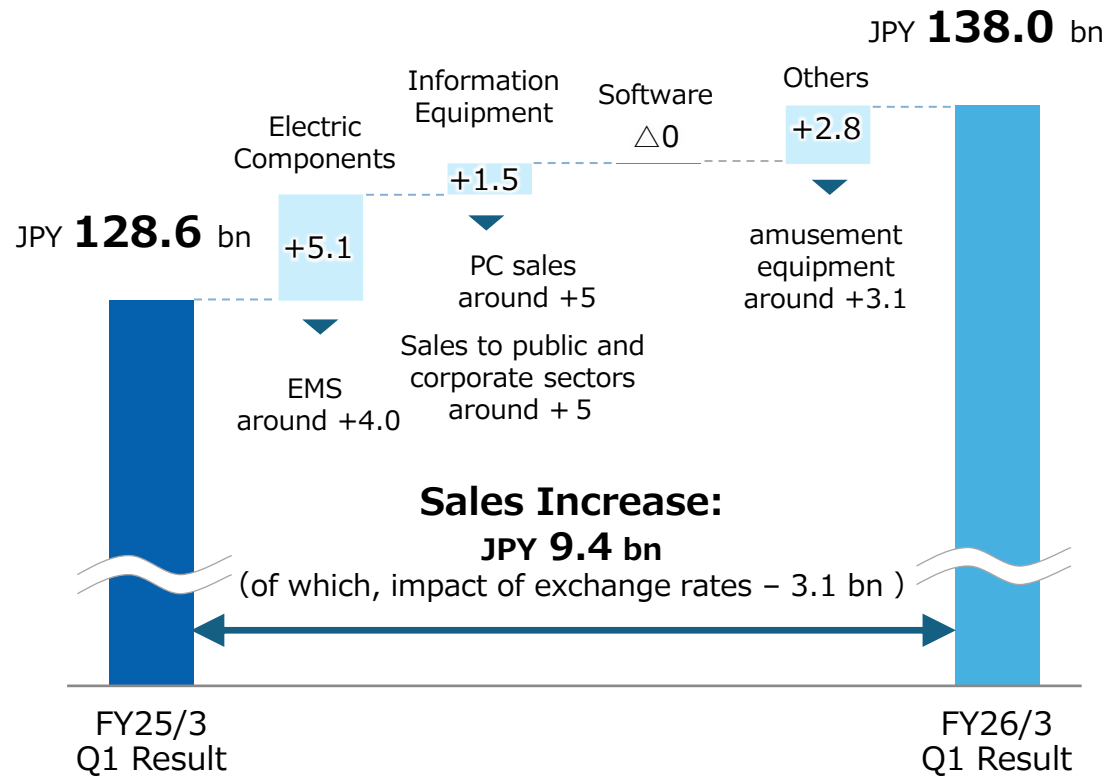 JPY 138.0 bn
Information
Equipment
Software
Others
Electric
Components
△0
+2.8
+1.5
JPY 128.6 bn
+5.1
PC sales
around +5
amusement
equipment
around +3.1
Sales to public and
corporate sectors
around + 5
EMS
around +4.0
Sales Increase:
JPY 9.4 bn
(of which, impact of exchange rates – 3.1 bn )
FY25/3
Q1 Result
FY26/3
Q1 Result